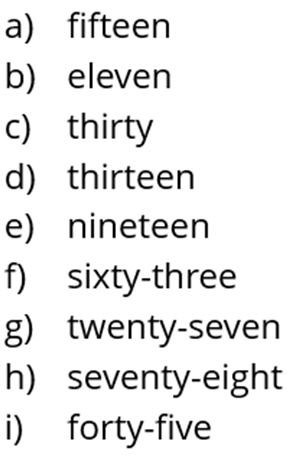 a) fifteen
b) eleven
c) thirty
d) thirteen
e) nineteen
f) sixty-three
g) twenty-seven
h) seventy-eight
i) forty-five